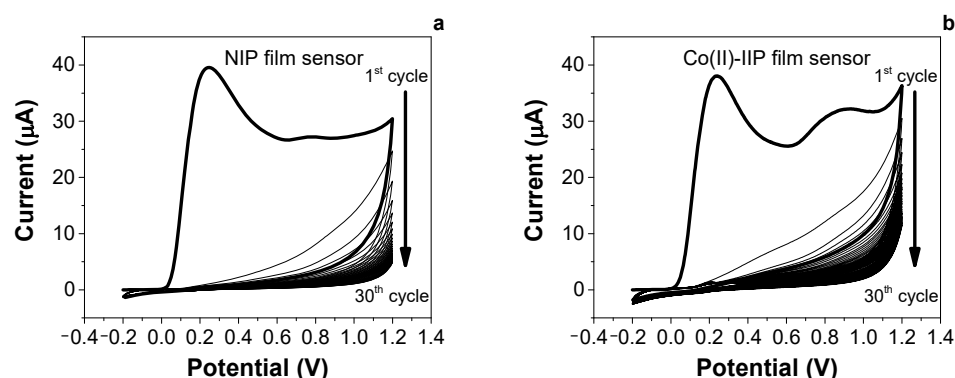 a
NIP film sensor
1st cycle
30th cycle
Current (μA)
40
30
20
10
0
−0.4 −0.2 0.0 0.2 0.4 0.6 0.8 1.0 1.2 1.4
Potential (V)
b
Co(II)-IIP film sensor
1st cycle
30th cycle
Current (μA)
40
30
20
10
0
−0.4 −0.2 0.0 0.2 0.4 0.6 0.8 1.0 1.2 1.4
Potential (V)